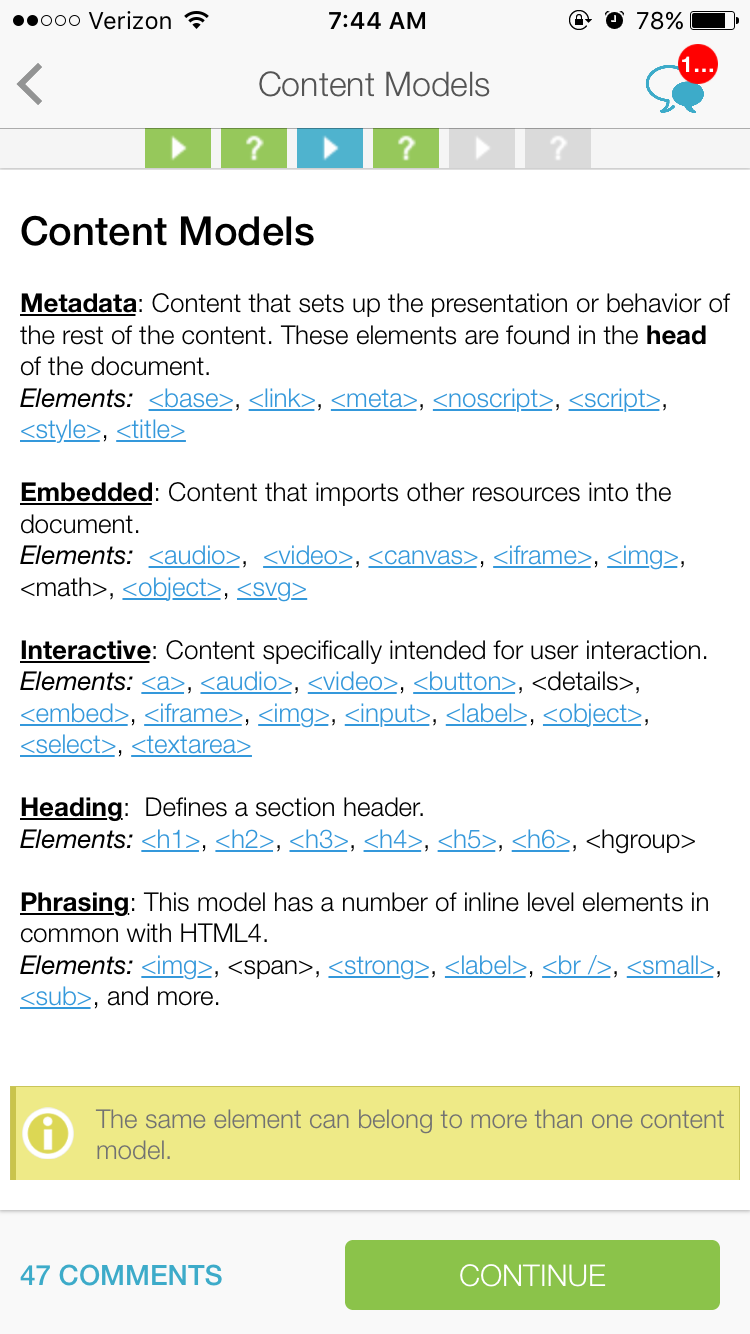 Verizon 7:44 AM 78%
Content Models
1...
? ? ?
Content Models
Metadata: Content that sets up the presentation or behavior of
the rest of the content. These elements are found in the head
of the document.
Elements: <base>, <link>, <meta>, <noscript>, <script>,
<style>, <title>
Embedded: Content that imports other resources into the
document.
Elements: <audio>, <video>, <canvas>, <iframe>, <img>,
<math>, <object>, <svg>
Interactive: Content specifically intended for user interaction.
Elements: <a>, <audio>, <video>, <button>, <details>,
<embed>, <iframe>, <img>, <input>, <label>, <object>,
<select>, <textarea>
Heading: Defines a section header.
Elements: <h1>, <h2>, <h3>, <h4>, <h5>, <h6>, <hgroup>
Phrasing: This model has a number of inline level elements in
common with HTML4.
Elements: <img>, <span>, <strong>, <label>, <br />, <small>,
<sub>, and more.
The same element can belong to more than one content
model.
47 COMMENTS CONTINUE